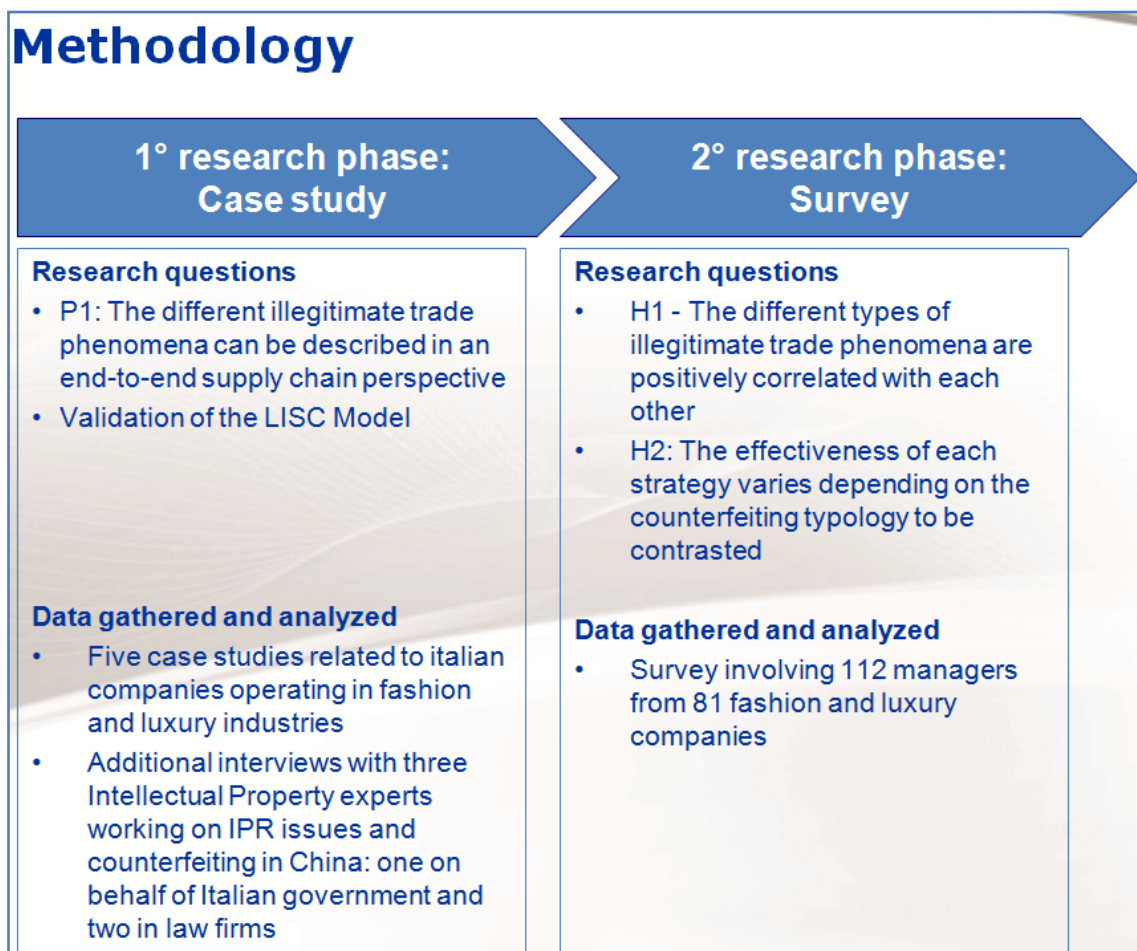 Methodology
1° research phase:
Case study
2° research phase:
Survey
Research questions
• P1: The different illegitimate trade
phenomena can be described in an
end-to-end supply chain perspective
• Validation of the LISC Model
Data gathered and analyzed
• Five case studies related to italian
companies operating in fashion
and luxury industries
• Additional interviews with three
Intellectual Property experts
working on IPR issues and
counterfeiting in China: one on
behalf of Italian government and
two in law firms
Research questions
• H1 - The different types of
illegitimate trade phenomena are
positively correlated with each
other
• H2: The effectiveness of each
strategy varies depending on the
counterfeiting typology to be
contrasted
Data gathered and analyzed
• Survey involving 112 managers
from 81 fashion and luxury
companies